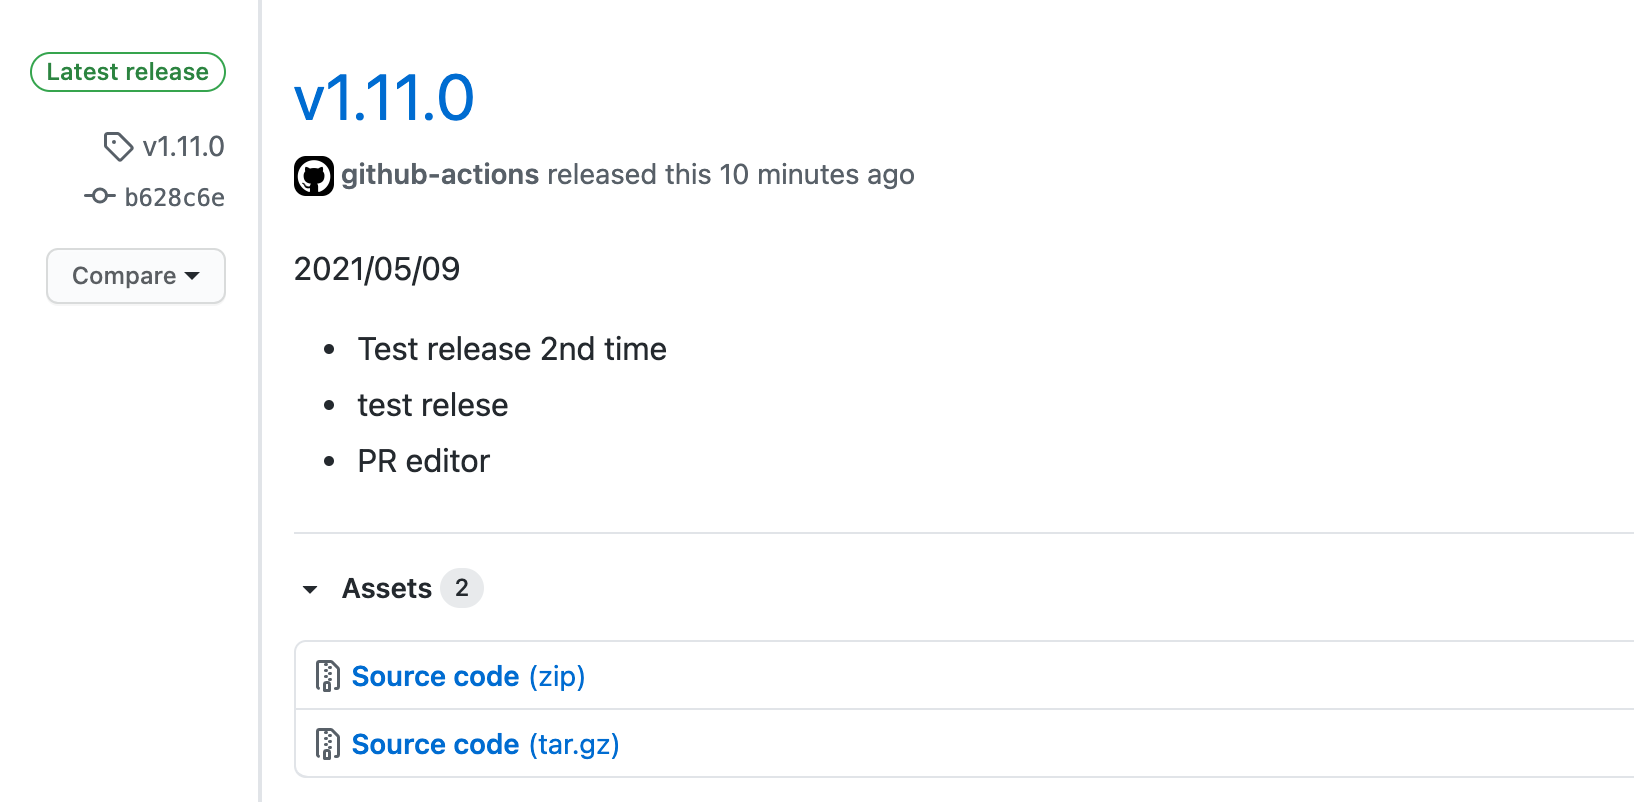 Latest release
v1.11.0
b628c6e
Compare
v1.11.0
github-actions released this 10 minutes ago
2021/05/09
Test release 2nd time
test relese
PR editor
Assets 2
Source code (zip)
Source code (tar.gz)